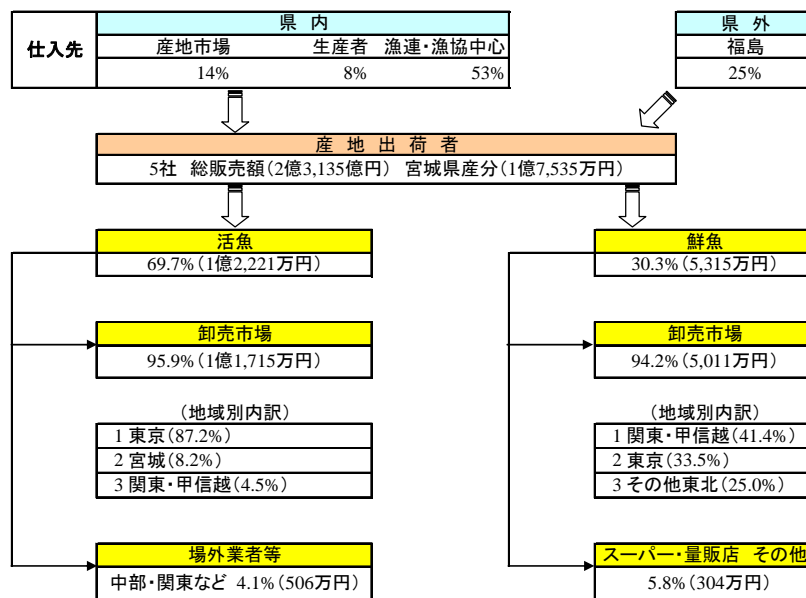 仕入先
県 内
産地市場 生産者 漁連・漁協中心
14% 8% 53%
県 外
福島
25%
産 地 出 荷 者
5社 総販売額(2億3,135億円) 宮城県産分(1億7,535万円)
活魚
69.7%(1億2,221万円)
鮮魚
30.3%(5,315万円)
卸売市場
95.9%(1億1,715万円)
卸売市場
94.2%(5,011万円)
(地域別内訳)
1 東京(87.2%)
2 宮城(8.2%)
3 関東・甲信越(4.5%)
(地域別内訳)
1 関東・甲信越(41.4%)
2 東京(33.5%)
3 その他東北(25.0%)
場外業者等
中部・関東など 4.1%(506万円)
スーパー・量販店 その他
5.8%(304万円)